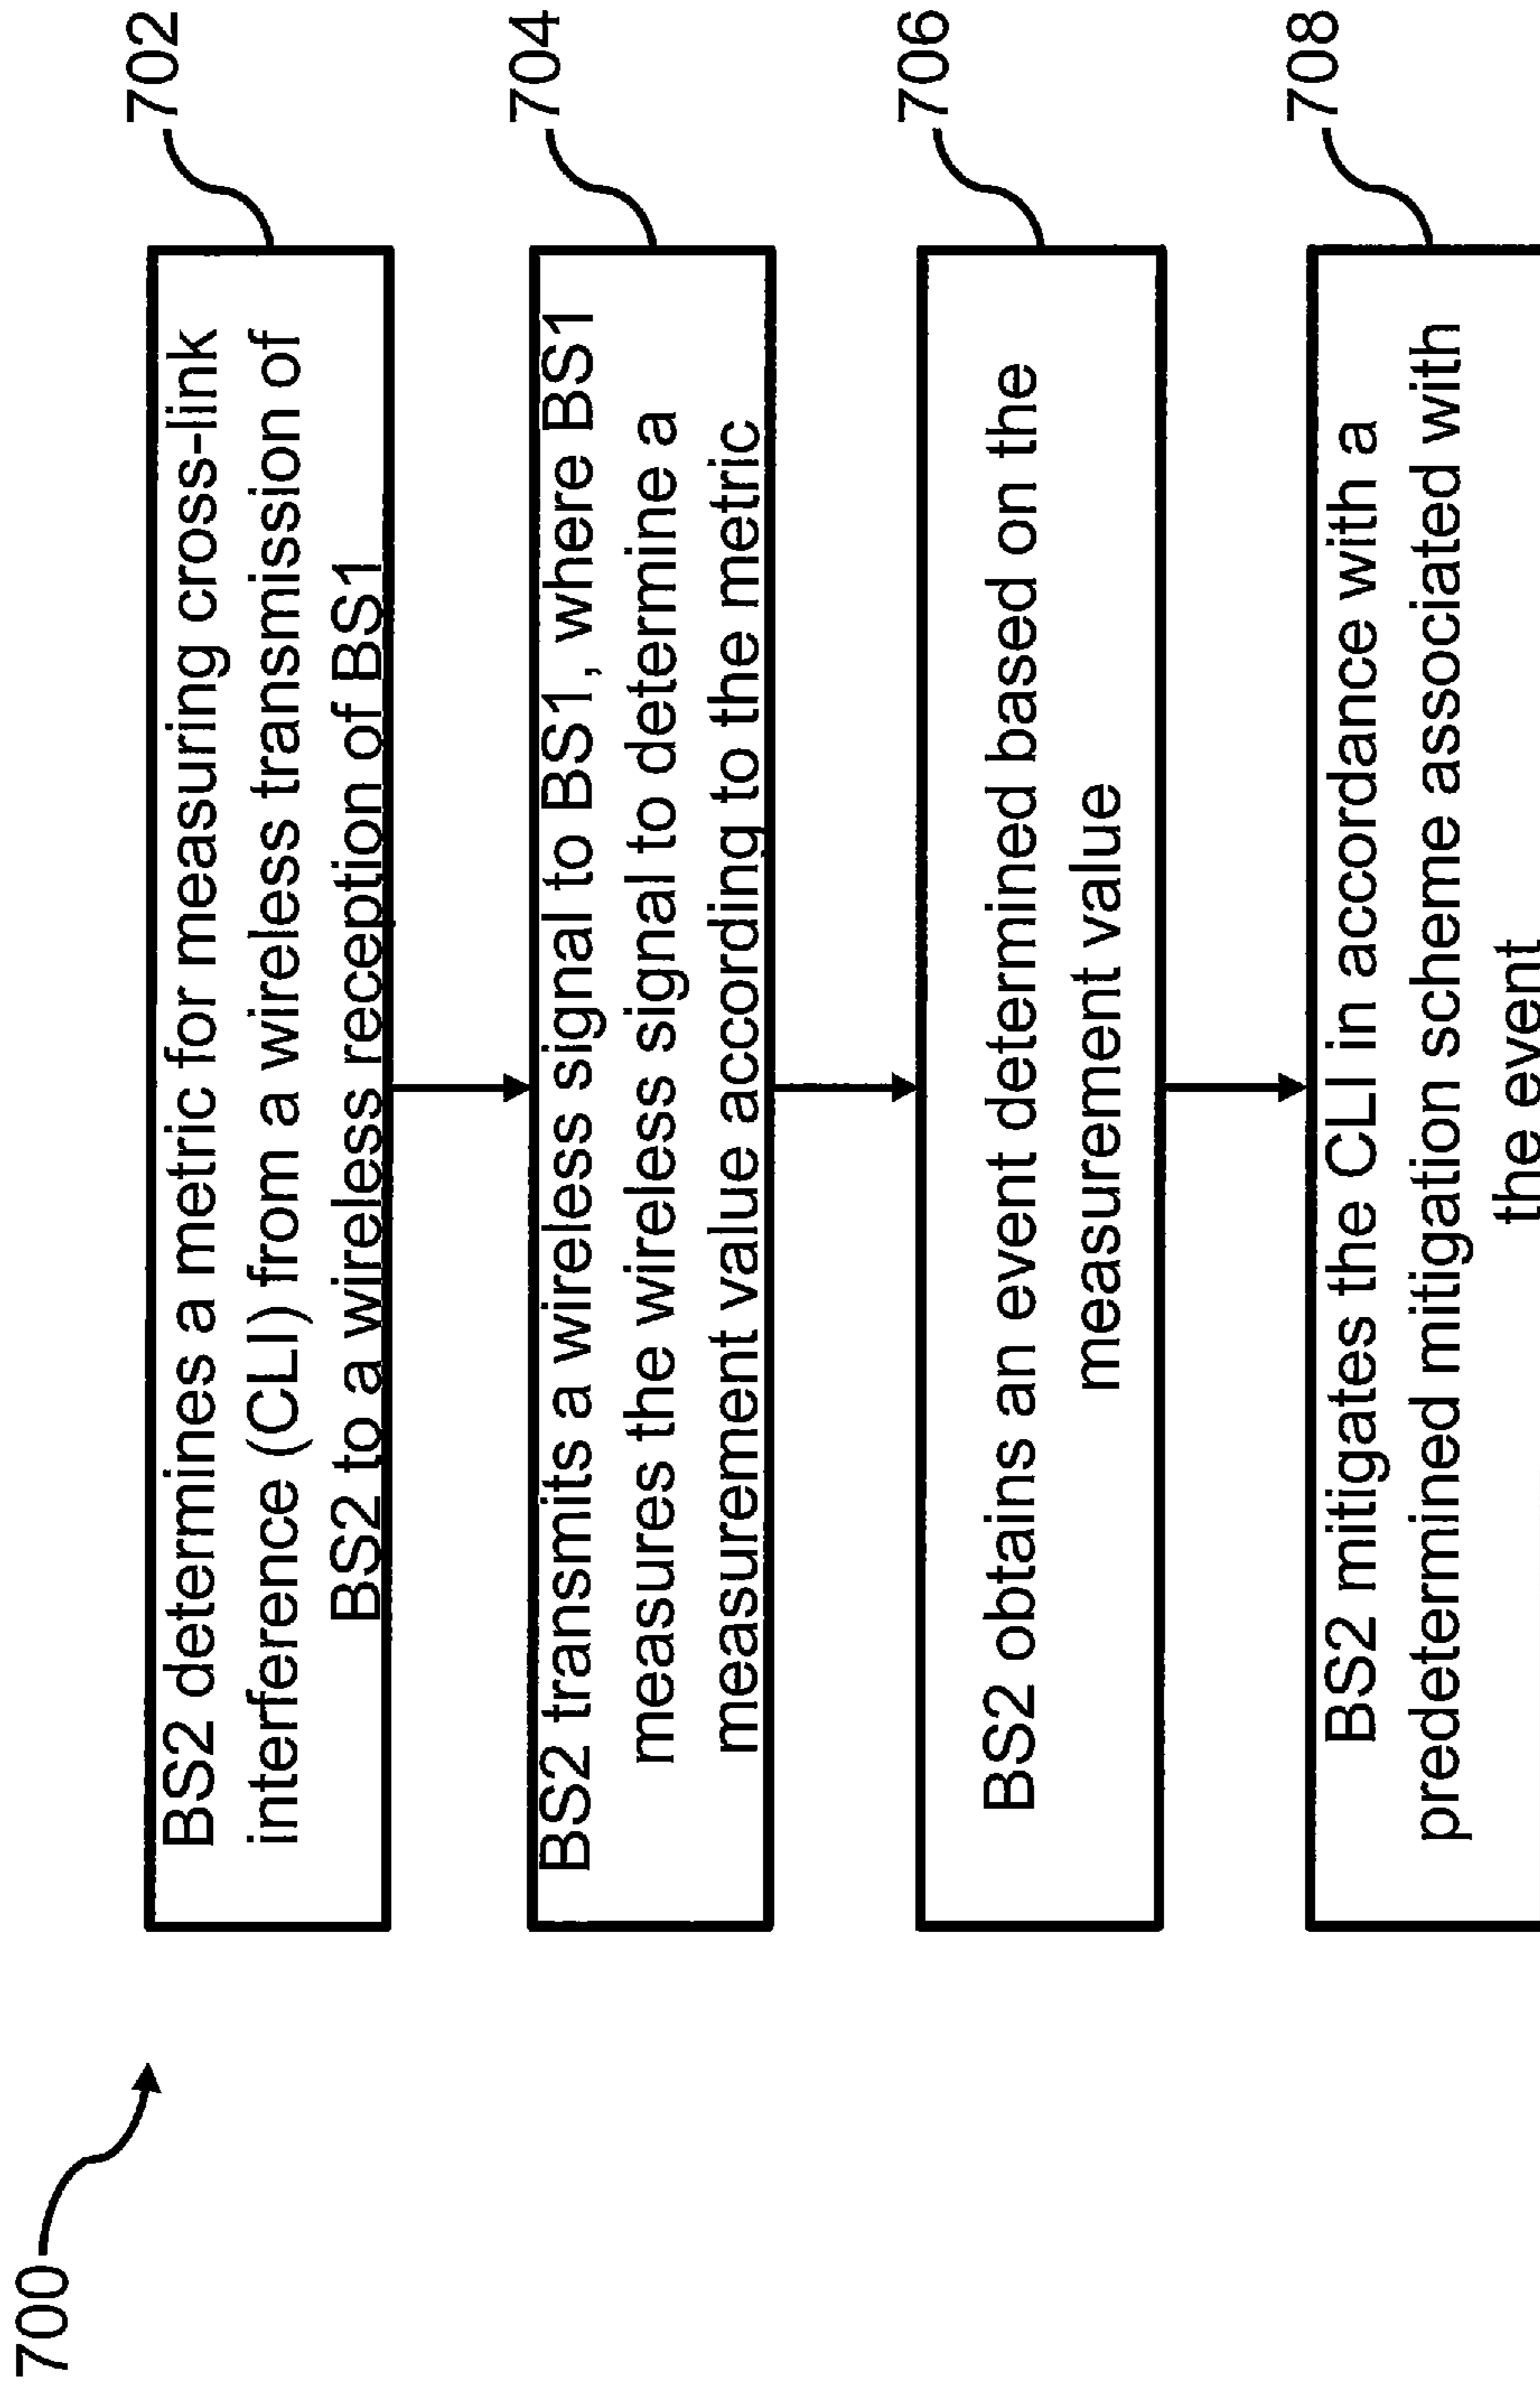 700
702
BS2 determines a metric for measuring cross-link
interference (CLI) from a wireless transmission of
BS2 to a wireless reception of BS1
704
BS2 transmits a wireless signal to BS1, where BS1
measures the wireless signal to determine a
measurement value according to the metric
706
BS2 obtains an event determined based on the
measurement value
708
BS2 mitigates the CLI in accordance with a
predetermined mitigation scheme associated with
the event